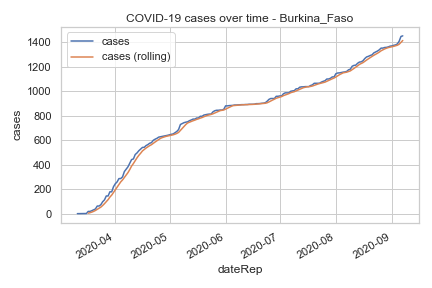 COVID-19 cases over time - Burkina_Faso
cases
cases (rolling)
cases
1400
1200
1000
800
600
400
200
0
2020-04
2020-05
2020-06
2020-07
2020-08
2020-09
dateRep